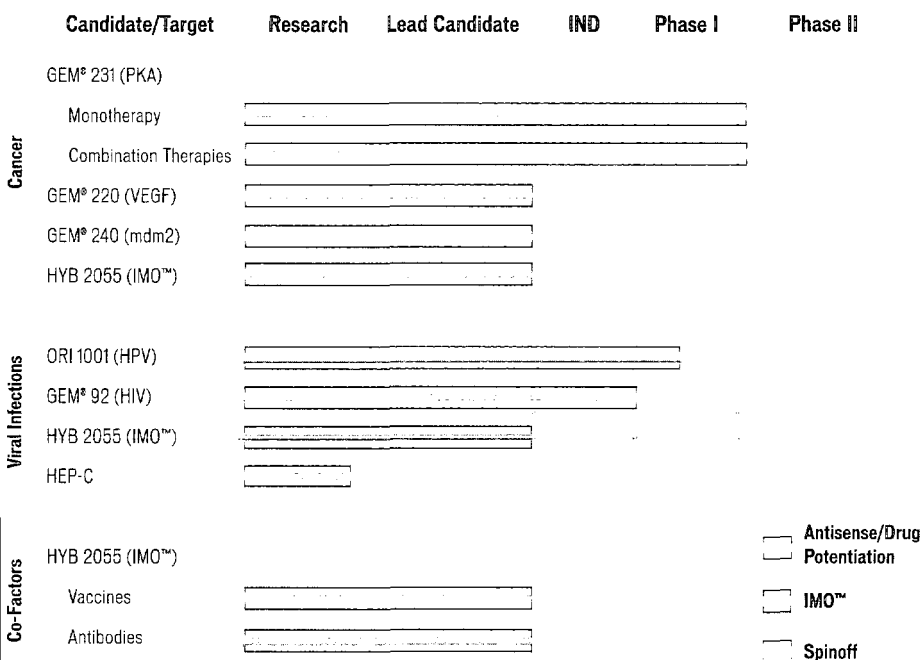 Candidate/Target Research Lead Candidate IND Phase I Phase II
Cancer
GEM® 231 (PKA)
Monotherapy
Combination Therapies
GEM® 220 (VEGF)
GEM® 240 (mdm2)
HYB 2055 (IMO™)
Viral Infections
ORI 1001 (HPV)
GEM® 92 (HIV)
HYB 2055 (IMO™)
HEP-C
Co-Factors
HYB 2055 (IMO™)
Vaccines
Antibodies
Antisense/Drug
Potentiation
IMO™
Spinoff